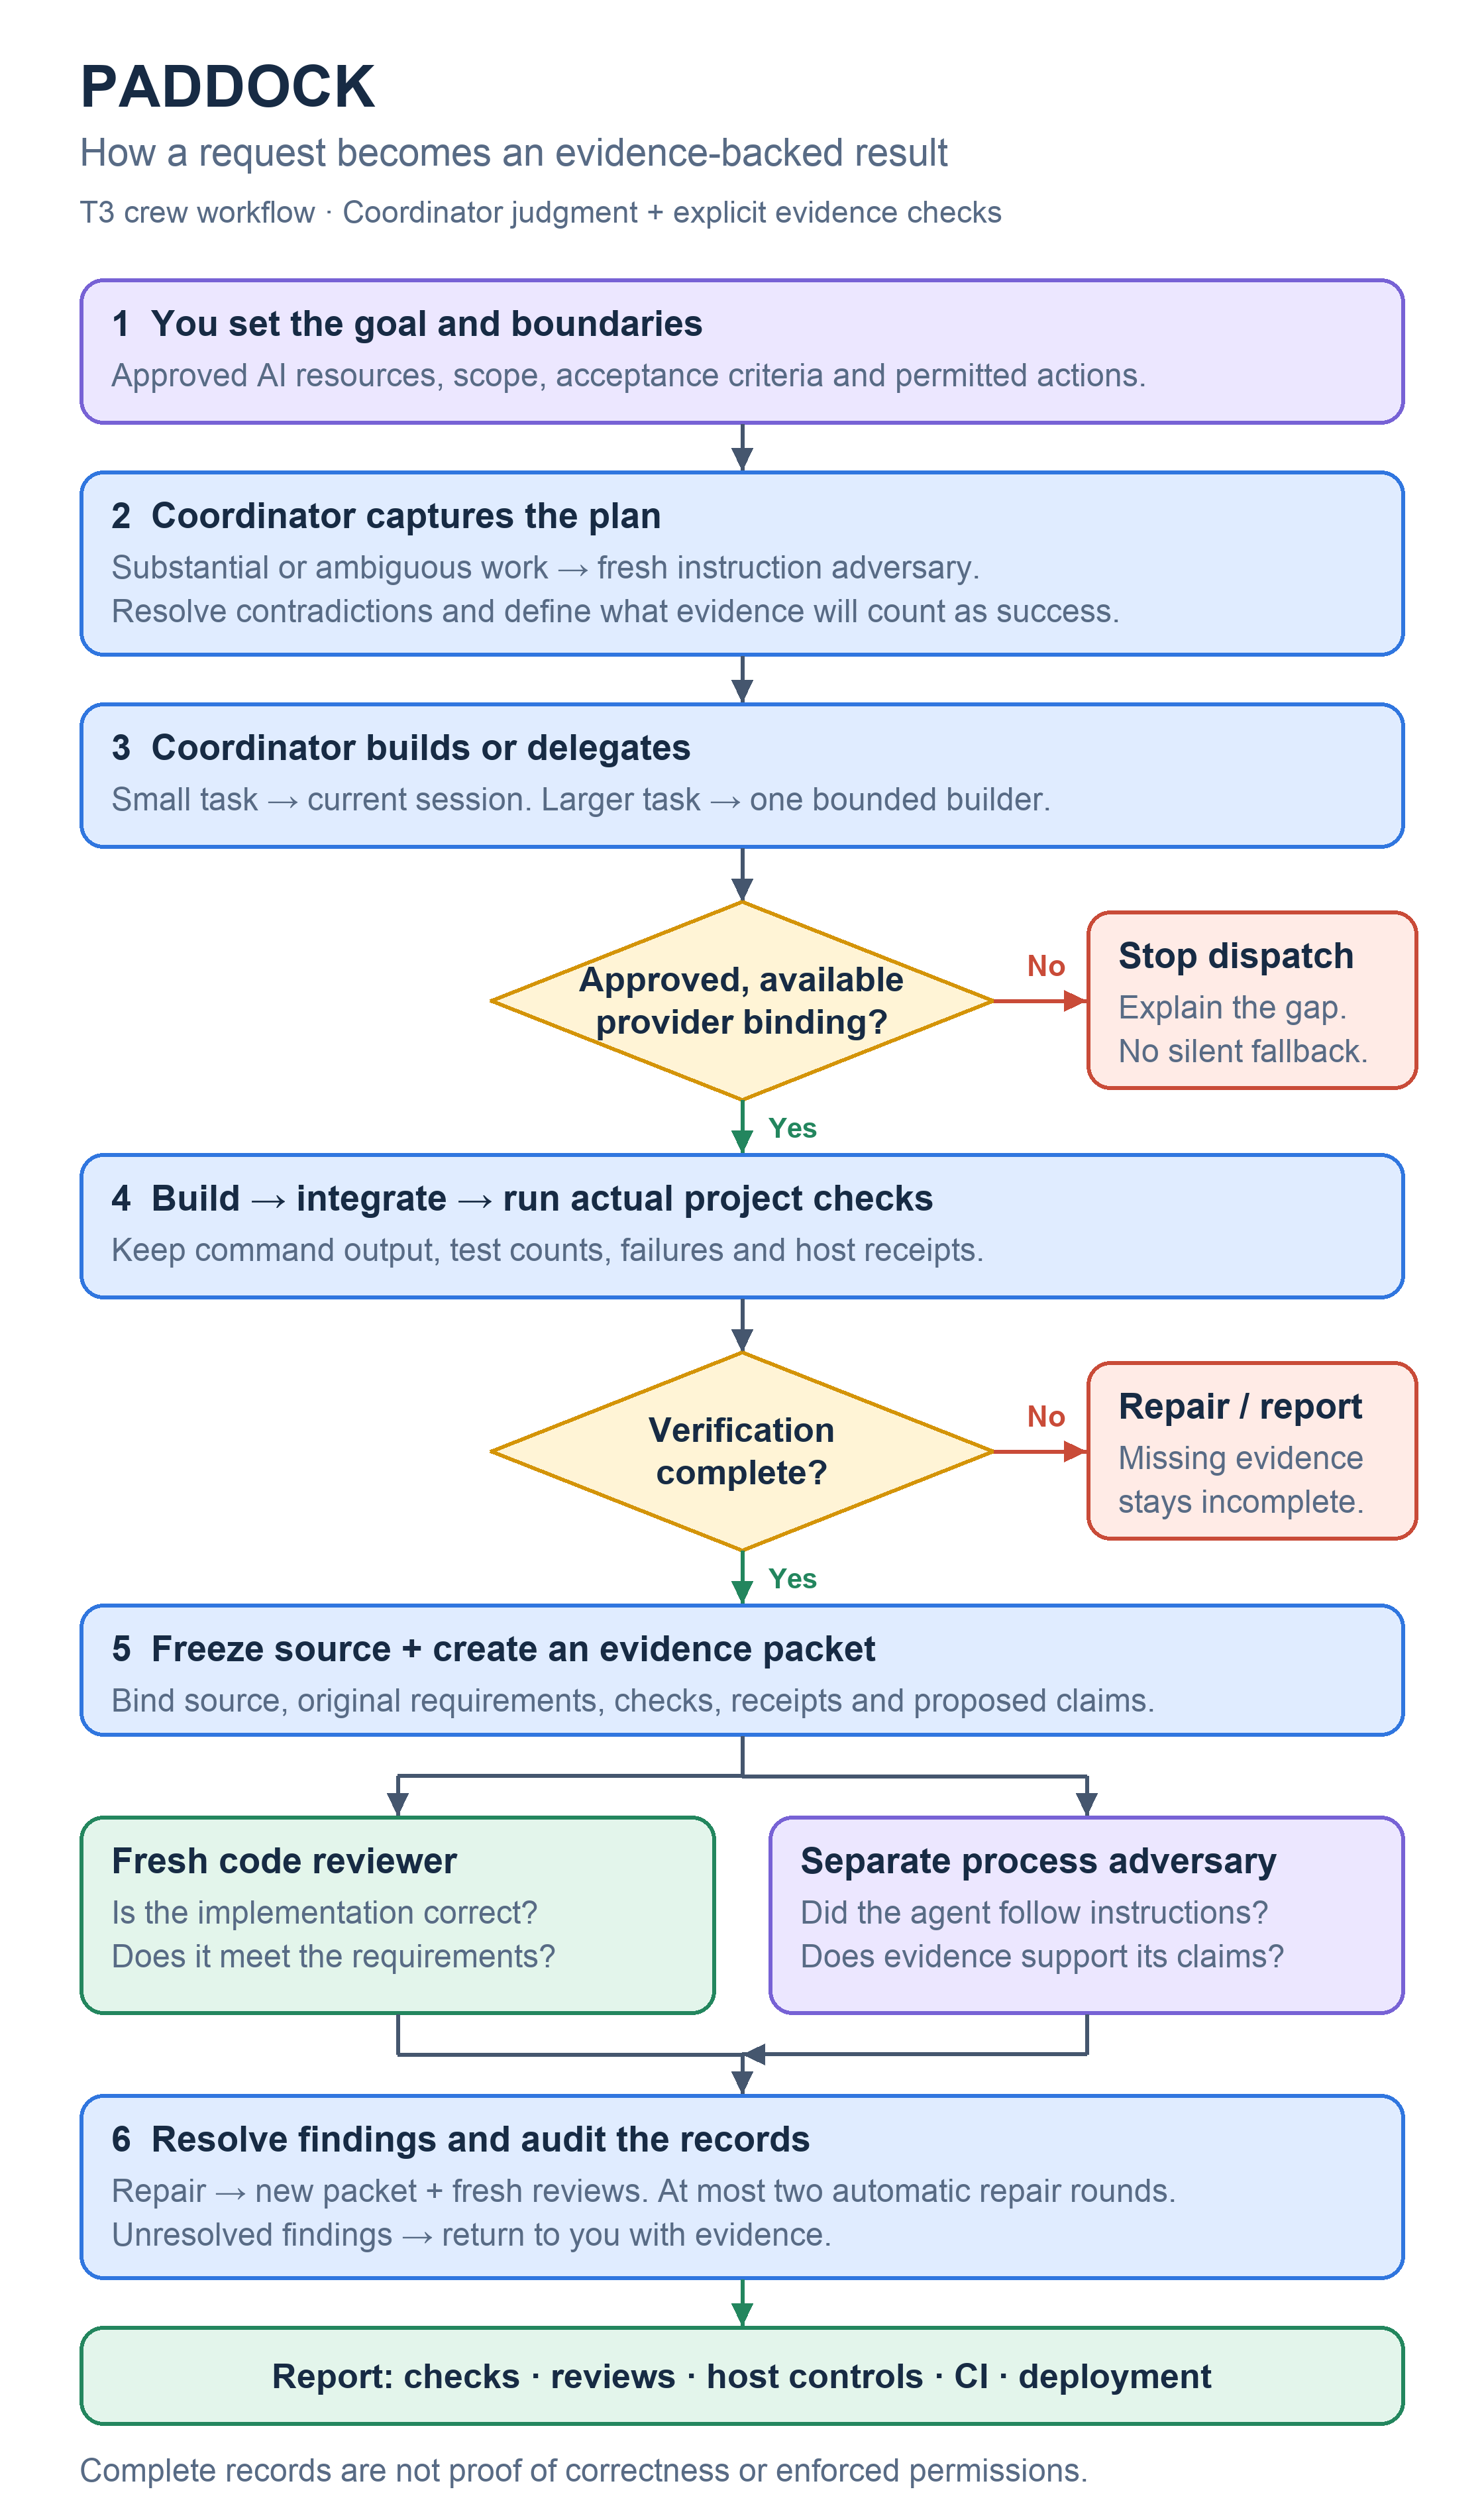 PADDOCK
How a request becomes an evidence-backed result
T3 crew workflow · Coordinator judgment + explicit evidence checks
1 You set the goal and boundaries
Approved AI resources, scope, acceptance criteria and permitted actions.
2 Coordinator captures the plan
Substantial or ambiguous work → fresh instruction adversary.
Resolve contradictions and define what evidence will count as success.
3 Coordinator builds or delegates
Small task → current session. Larger task → one bounded builder.
Approved, available
provider binding?
No
Stop dispatch
Explain the gap.
No silent fallback.
Yes
4 Build → integrate → run actual project checks
Keep command output, test counts, failures and host receipts.
Verification
complete?
No
Repair / report
Missing evidence
stays incomplete.
Yes
5 Freeze source + create an evidence packet
Bind source, original requirements, checks, receipts and proposed claims.
Fresh code reviewer
Is the implementation correct?
Does it meet the requirements?
Separate process adversary
Did the agent follow instructions?
Does evidence support its claims?
6 Resolve findings and audit the records
Repair → new packet + fresh reviews. At most two automatic repair rounds.
Unresolved findings → return to you with evidence.
Report: checks · reviews · host controls · CI · deployment
Complete records are not proof of correctness or enforced permissions.